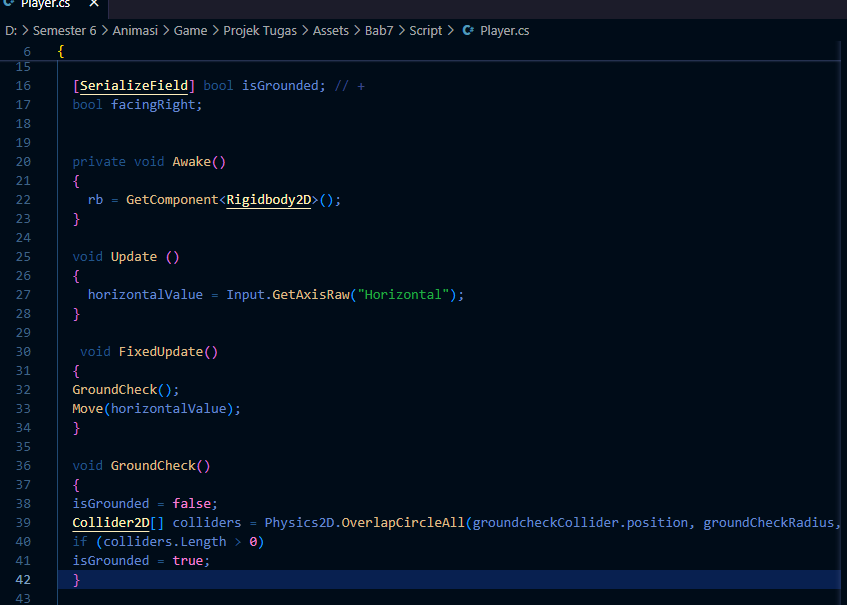 Player.cs
D: > Semester 6 > Animasi > Game > Projek Tugas > Assets > Bab7 > Script > Player.cs
6 {
15
16 [SerializeField] bool isGrounded; // +
17 bool facingRight;
18
19
20 private void Awake()
21 {
22 rb = GetComponent<Rigidbody2D>();
23 }
24
25 void Update ()
26 {
27 horizontalValue = Input.GetAxisRaw("Horizontal");
28 }
29
30 void FixedUpdate()
31 {
32 GroundCheck();
33 Move(horizontalValue);
34 }
35
36 void GroundCheck()
37 {
38 isGrounded = false;
39 Collider2D[] colliders = Physics2D.OverlapCircleAll(groundcheckCollider.position, groundCheckRadius,
40 if (colliders.Length > 0)
41 isGrounded = true;
42 }
43